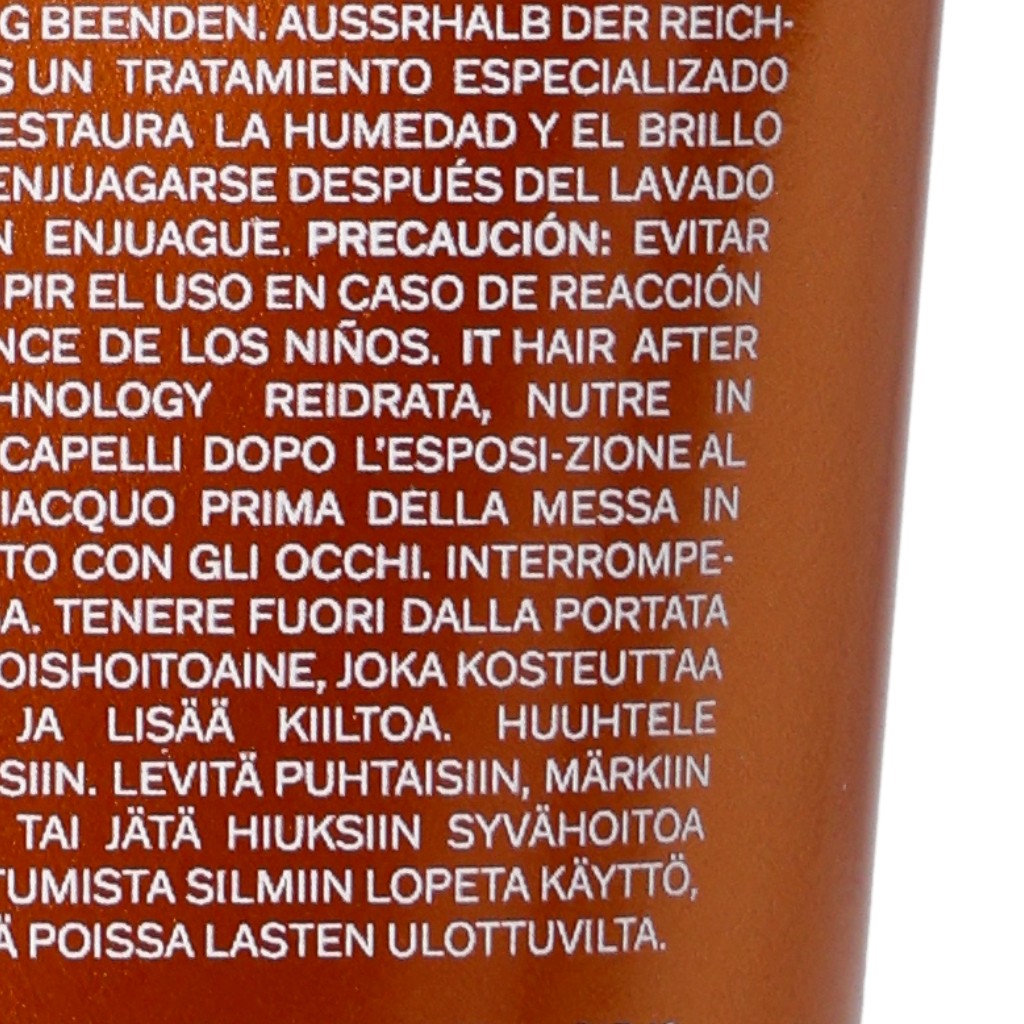 G BEENDEN. AUSSRHALB DER REICH-
S UN TRATAMIENTO ESPECIALIZADO
ESTAURA LA HUMEDAD Y EL BRILLO
ENJUAGARSE DESPUÉS DEL LAVADO
N ENJUAGUE. PRECAUCIÓN: EVITAR
PIR EL USO EN CASO DE REACCIÓN
NCE DE LOS NIÑOS. IT HAIR AFTER
HNOLOGY REIDRATA, NUTRE IN
CAPELLI DOPO L'ESPOSI-ZIONE AL
IACQUO PRIMA DELLA MESSA IN
TO CON GLI OCCHI. INTERROMPE-
A. TENERE FUORI DALLA PORTATA
OISHOITOAINE, JOKA KOSTEUTTAA
JA LISÄÄ KIILTOA. HUUHTELE
SIIN. LEVITÄ PUHTAISIIN, MÄRKIIN
TAI JÄTÄ HIUKSIIN SYVÄHOITOA
TUMISTA SILMIIN LOPETA KÄYTTÖ,
Ä POISSA LASTEN ULOTTUVILTA.